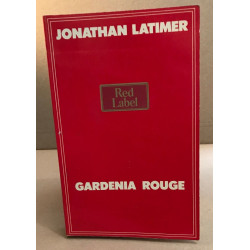 JONATHAN LATIMER
Red
Label
GARDENIA ROUGE